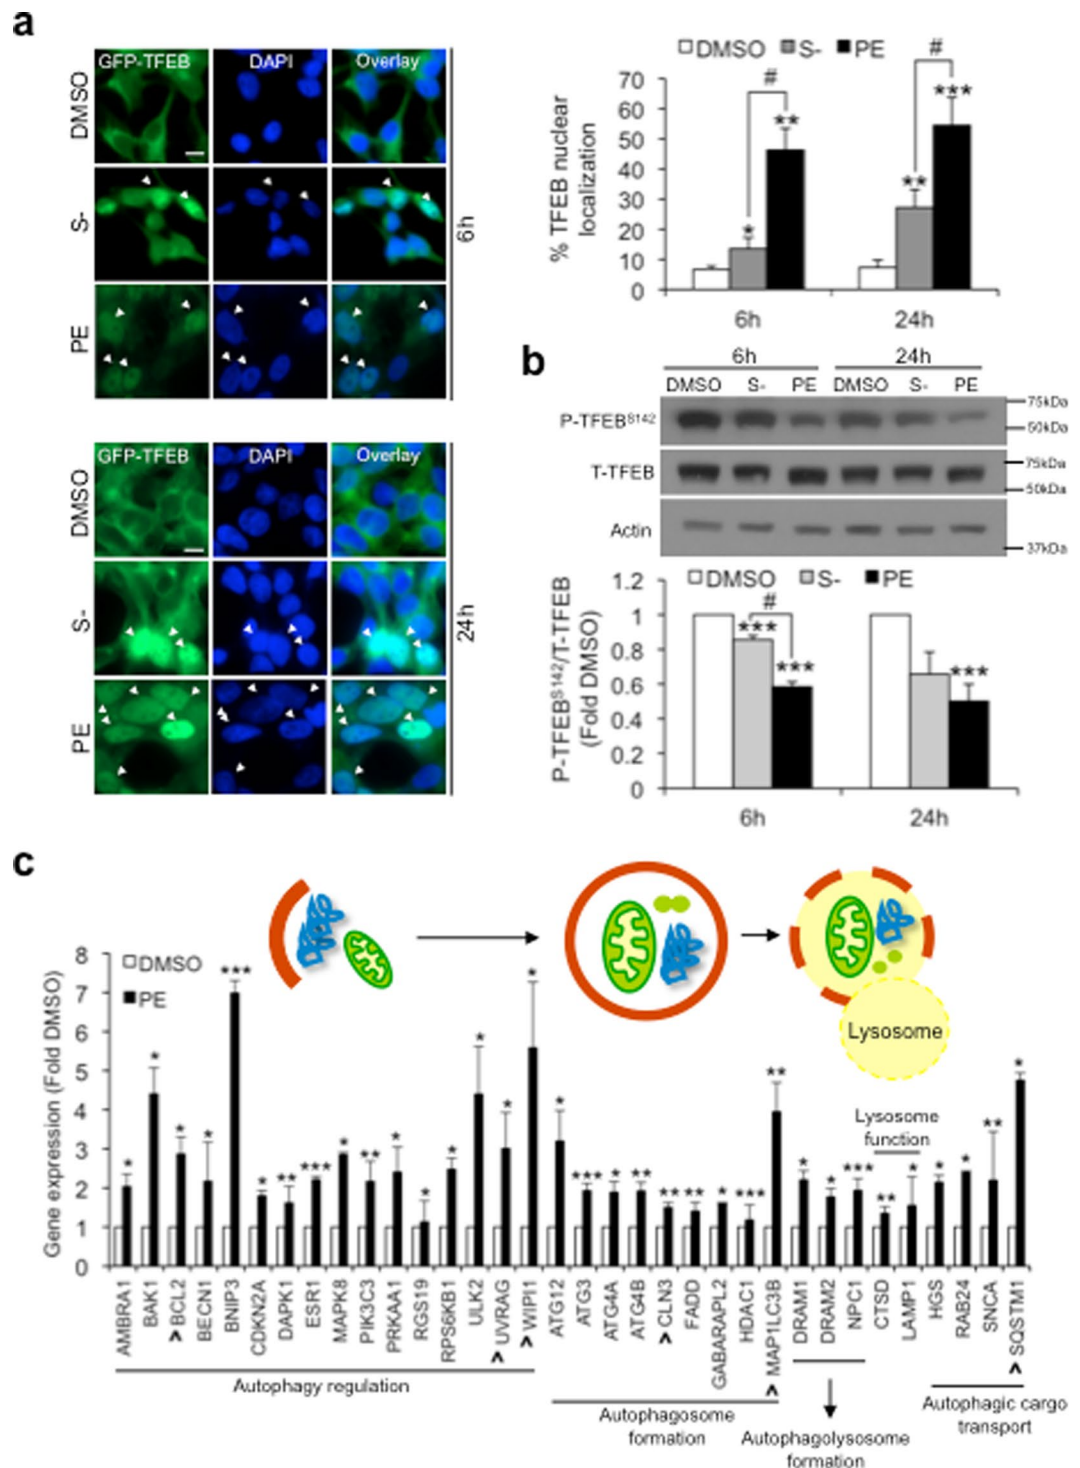 a
GFP-TFEB DAPI Overlay
DMSO
S-
PE
6h
GFP-TFEB DAPI Overlay
DMSO
S-
PE
24h
DMSO S- PE
% TFEB nuclear
localization
70
60
50
40
30
20
10
0
* ** #
** *** #
6h 24h
b
6h 24h
DMSO S- PE DMSO S- PE
P-TFEBS142
75kDa
50kDa
T-TFEB
75kDa
50kDa
Actin
37kDa
DMSO S- PE
P-TFEBS142/T-TFEB
(Fold DMSO)
1.2
1
0.8
0.6
0.4
0.2
0
*** # ***
***
6h 24h
c
Gene expression (Fold DMSO)
8
7
6
5
4
3
2
1
0
DMSO
PE
Lysosome
Lysosome
function
* * * * *** * ** *** * ** * * * * * * * *** * ** ** ** * *** ** * * *** ** * * * ** *
AMBRA1
BAK1
^ BCL2
BECN1
BNIP3
CDKN2A
DAPK1
ESR1
MAPK8
PIK3C3
PRKAA1
RGS19
RPS6KB1
ULK2
^ UVRAG
^ WIPI1
ATG12
ATG3
ATG4A
ATG4B
^ CLN3
FADD
GABARAPL2
HDAC1
^ MAP1LC3B
DRAM1
DRAM2
NPC1
CTSD
LAMP1
HGS
RAB24
SNCA
^ SQSTM1
Autophagy regulation
Autophagosome
formation
Autophagolysosome
formation
Autophagic cargo
transport